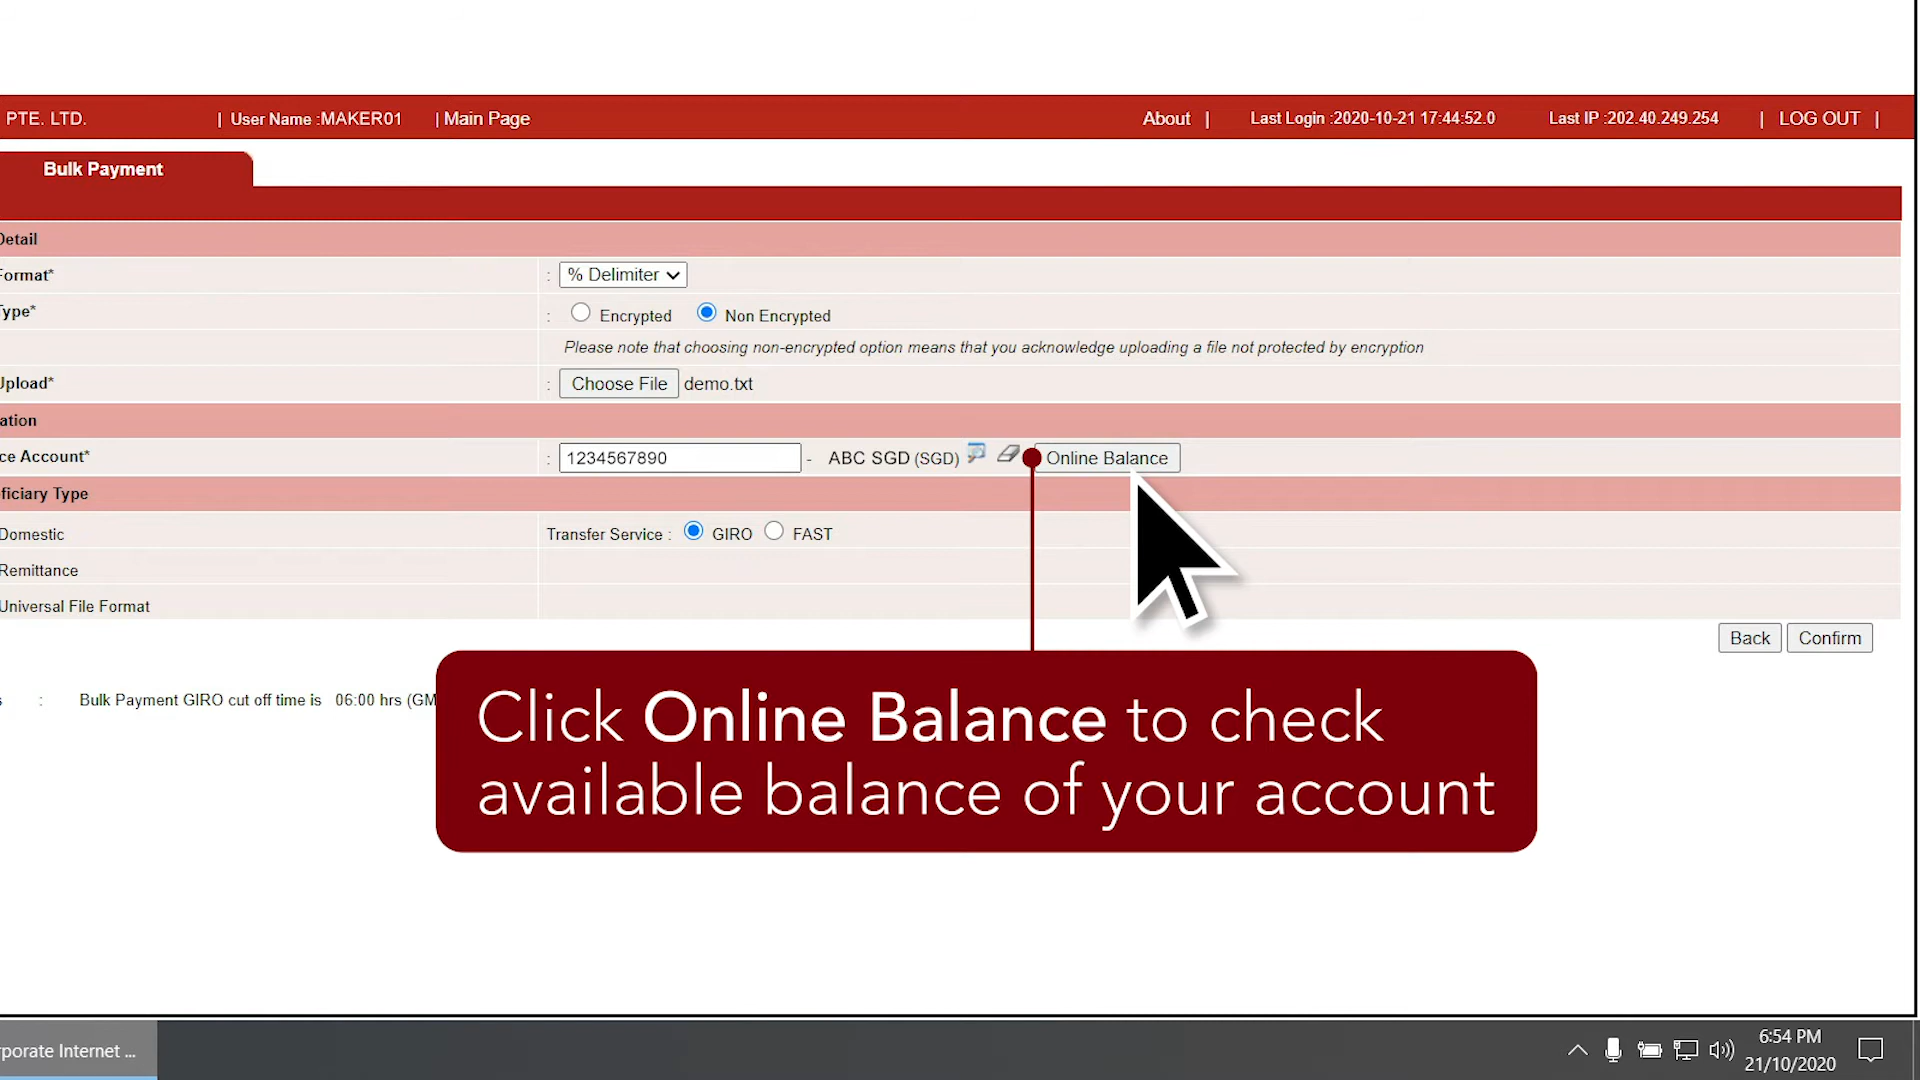 PTE. LTD. | User Name :MAKER01 | Main Page About | Last Login :2020-10-21 17:44:52.0 Last IP :202.40.249.254 | LOG OUT |
Bulk Payment
Detail
Format*
: % Delimiter
Type*
: Encrypted Non Encrypted
Please note that choosing non-encrypted option means that you acknowledge uploading a file not protected by encryption
Upload*
: Choose File demo.txt
ation
ce Account*
: 1234567890 - ABC SGD (SGD) Online Balance
ficiary Type
Domestic
Transfer Service : GIRO FAST
Remittance
Universal File Format
Back Confirm
s : Bulk Payment GIRO cut off time is 06:00 hrs (GM
Click Online Balance to check
available balance of your account
rporate Internet ...
6:54 PM
21/10/2020